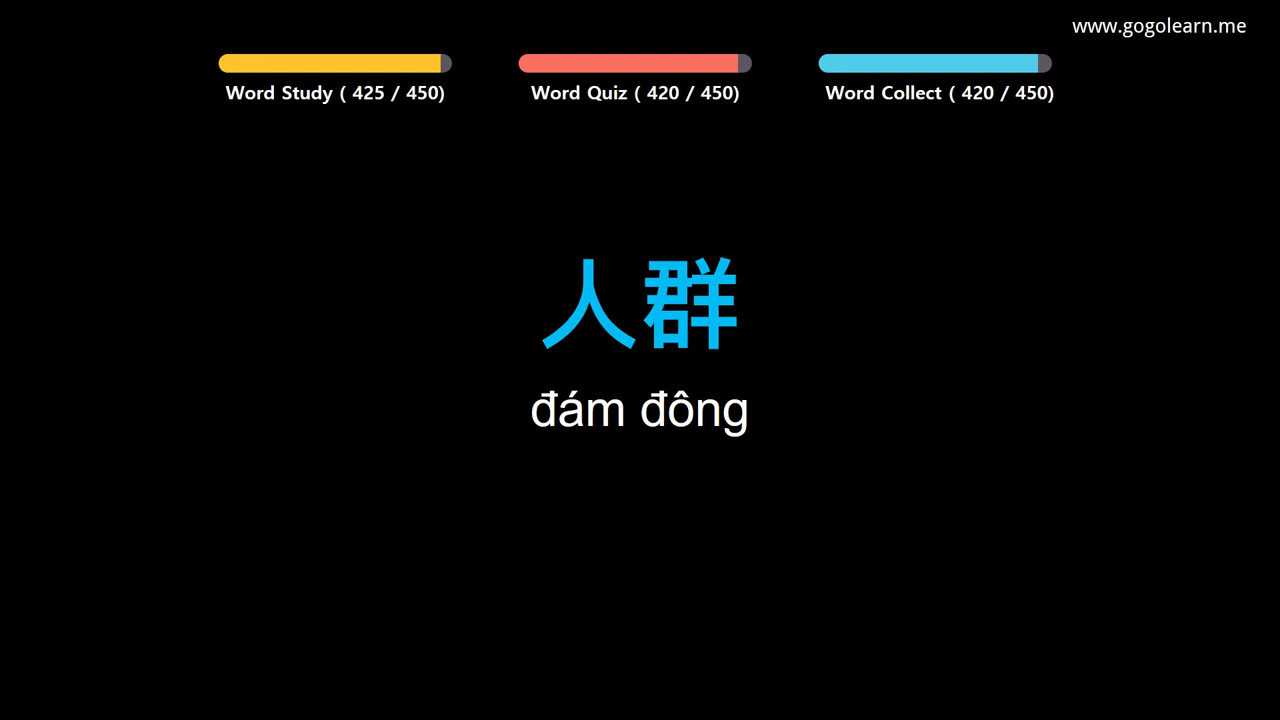 www.gogolearn.me
Word Study ( 425 / 450)
Word Quiz ( 420 / 450)
Word Collect ( 420 / 450)
人群
đám đông